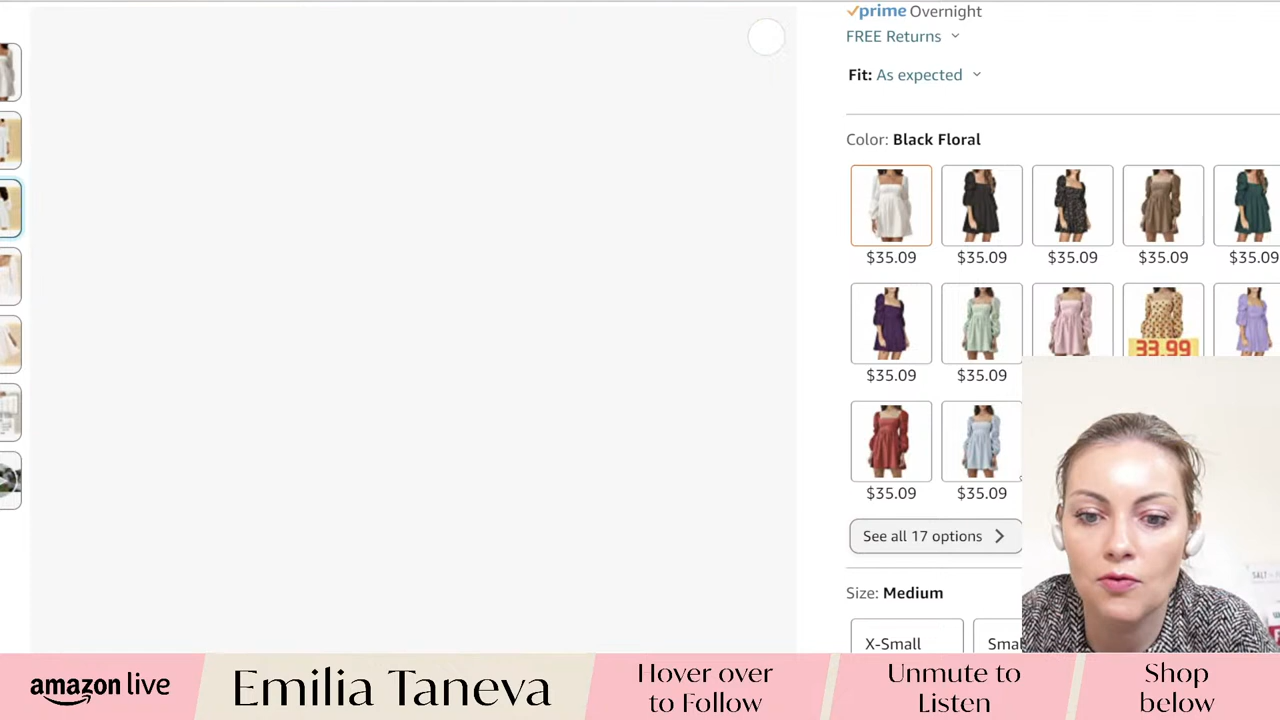 prime Overnight
FREE Returns
Fit: As expected
Color: Black Floral
$35.09 $35.09 $35.09 $35.09 $35.09
33.99
$35.09 $35.09
$35.09 $35.09
See all 17 options
Size: Medium
X-Small
SALT
amazon live
Emilia Taneva
Hover over
to Follow
Unmute to
Listen
Shop
below